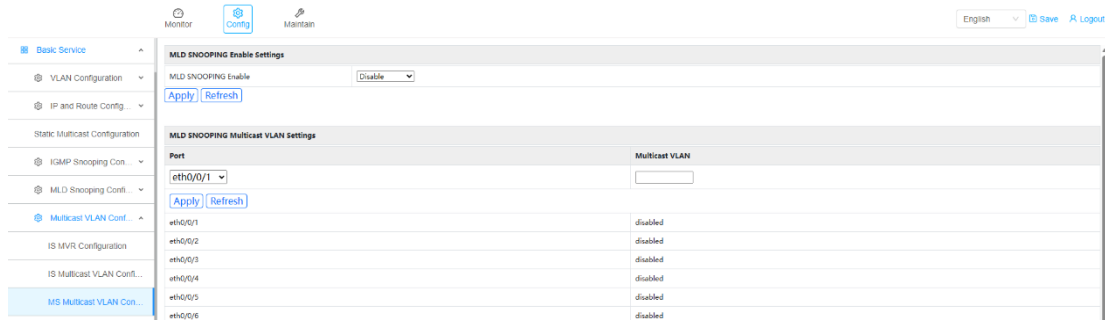 Monitor
Config
Maintain
English
Save
Logout
Basic Service
VLAN Configuration
IP and Route Config...
Static Multicast Configuration
IGMP Snooping Con...
MLD Snooping Confi...
Multicast VLAN Conf...
IS MVR Configuration
IS Multicast VLAN Confi...
MS Multicast VLAN Con...
MLD SNOOPING Enable Settings
MLD SNOOPING Enable Disable
Apply Refresh
MLD SNOOPING Multicast VLAN Settings
Port Multicast VLAN
eth0/0/1
Apply Refresh
eth0/0/1 disabled
eth0/0/2 disabled
eth0/0/3 disabled
eth0/0/4 disabled
eth0/0/5 disabled
eth0/0/6 disabled